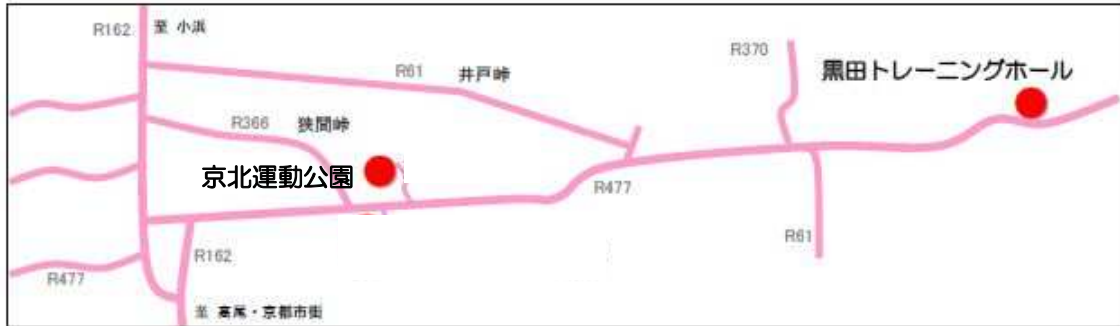 R162 至 小浜
R370
R61 井戸峠
黒田トレーニングホール
R366 狭間峠
京北運動公園
R477
R61
R162
R477
至 高尾・京都市街